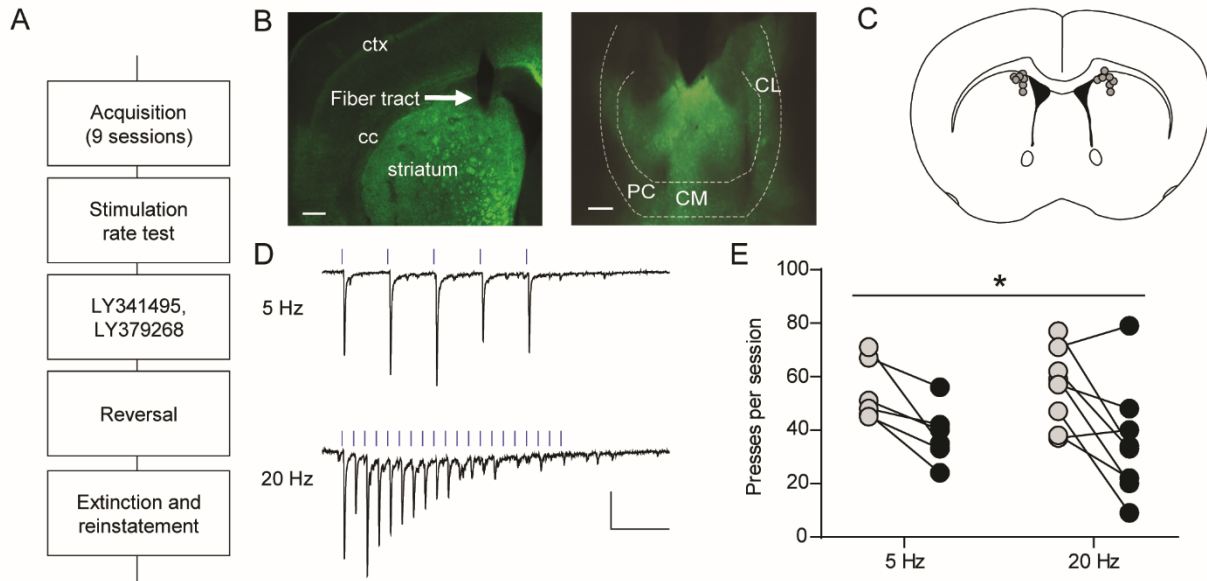 A
Acquisition
(9 sessions)
Stimulation
rate test
LY341495,
LY379268
Reversal
Extinction and
reinstatement
B
ctx
Fiber tract
cc
striatum
CL
PC
CM
C
D
5 Hz
20 Hz
E
*
Presses per session
100
80
60
40
20
0
5 Hz
20 Hz